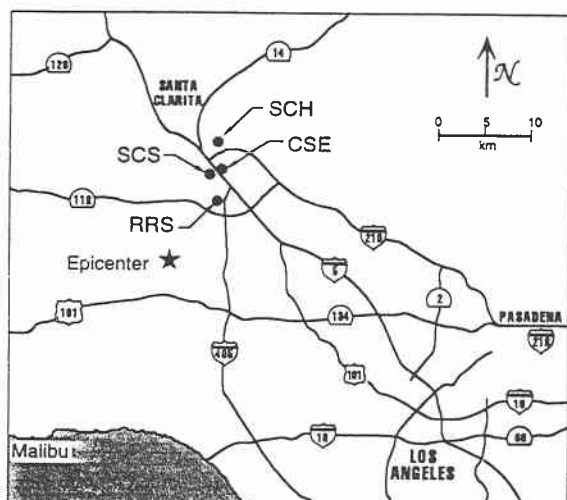 126
14
N
SANTA
CLARITA
SCH
0 5 10
km
SCS
CSE
118
RRS
210
Epicenter
5
2
101
134
PASADENA
210
405
101
10
Malibu
10
60
LOS
ANGELES